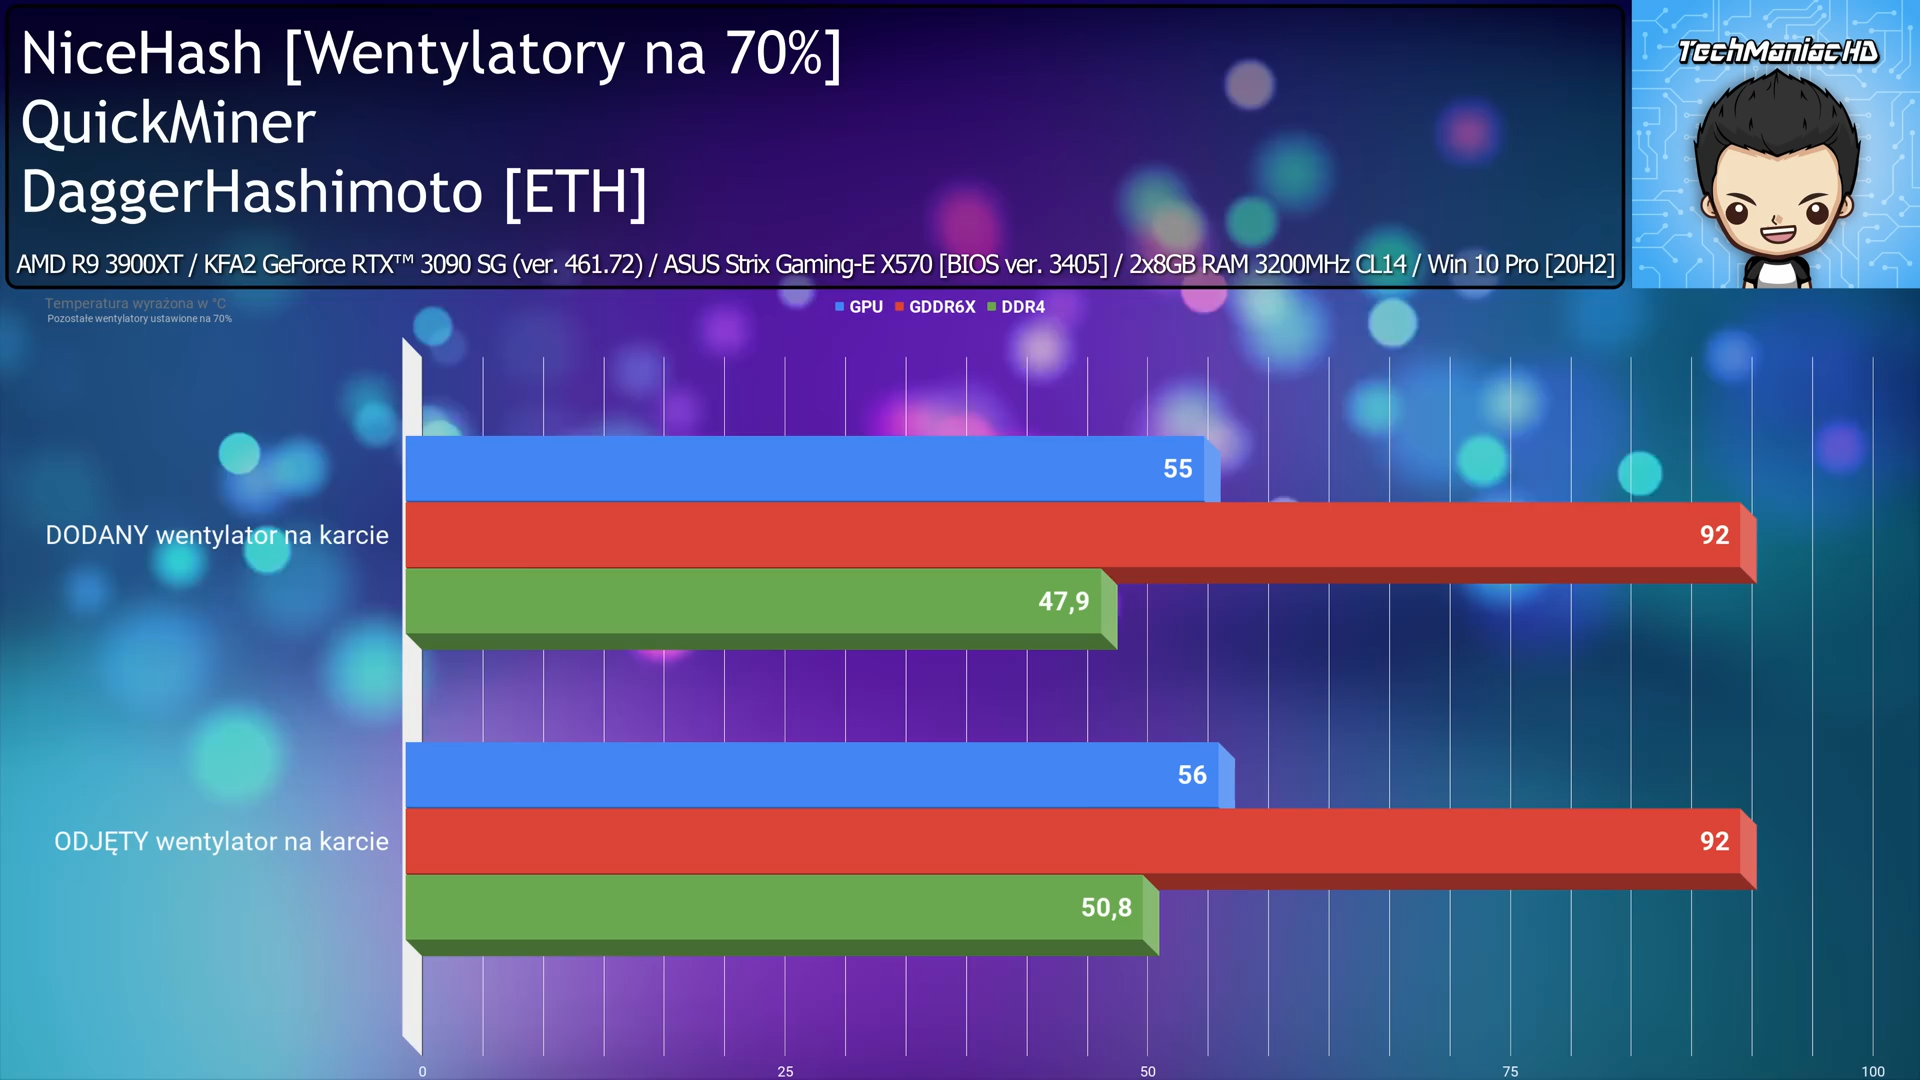 NiceHash [Wentylatory na 70%]
QuickMiner
DaggerHashimoto [ETH]
AMD R9 3900XT / KFA2 GeForce RTX™ 3090 SG (ver. 461.72) / ASUS Strix Gaming-E X570 [BIOS ver. 3405] / 2x8GB RAM 3200MHz CL14 / Win 10 Pro [20H2]
TechManiacHD
Temperatura wyrażona w °C
Pozostałe wentylatory ustawione na 70%
GPU GDDR6X DDR4
55
DODANY wentylator na karcie
92
47,9
56
ODJĘTY wentylator na karcie
92
50,8
0 25 50 75 100